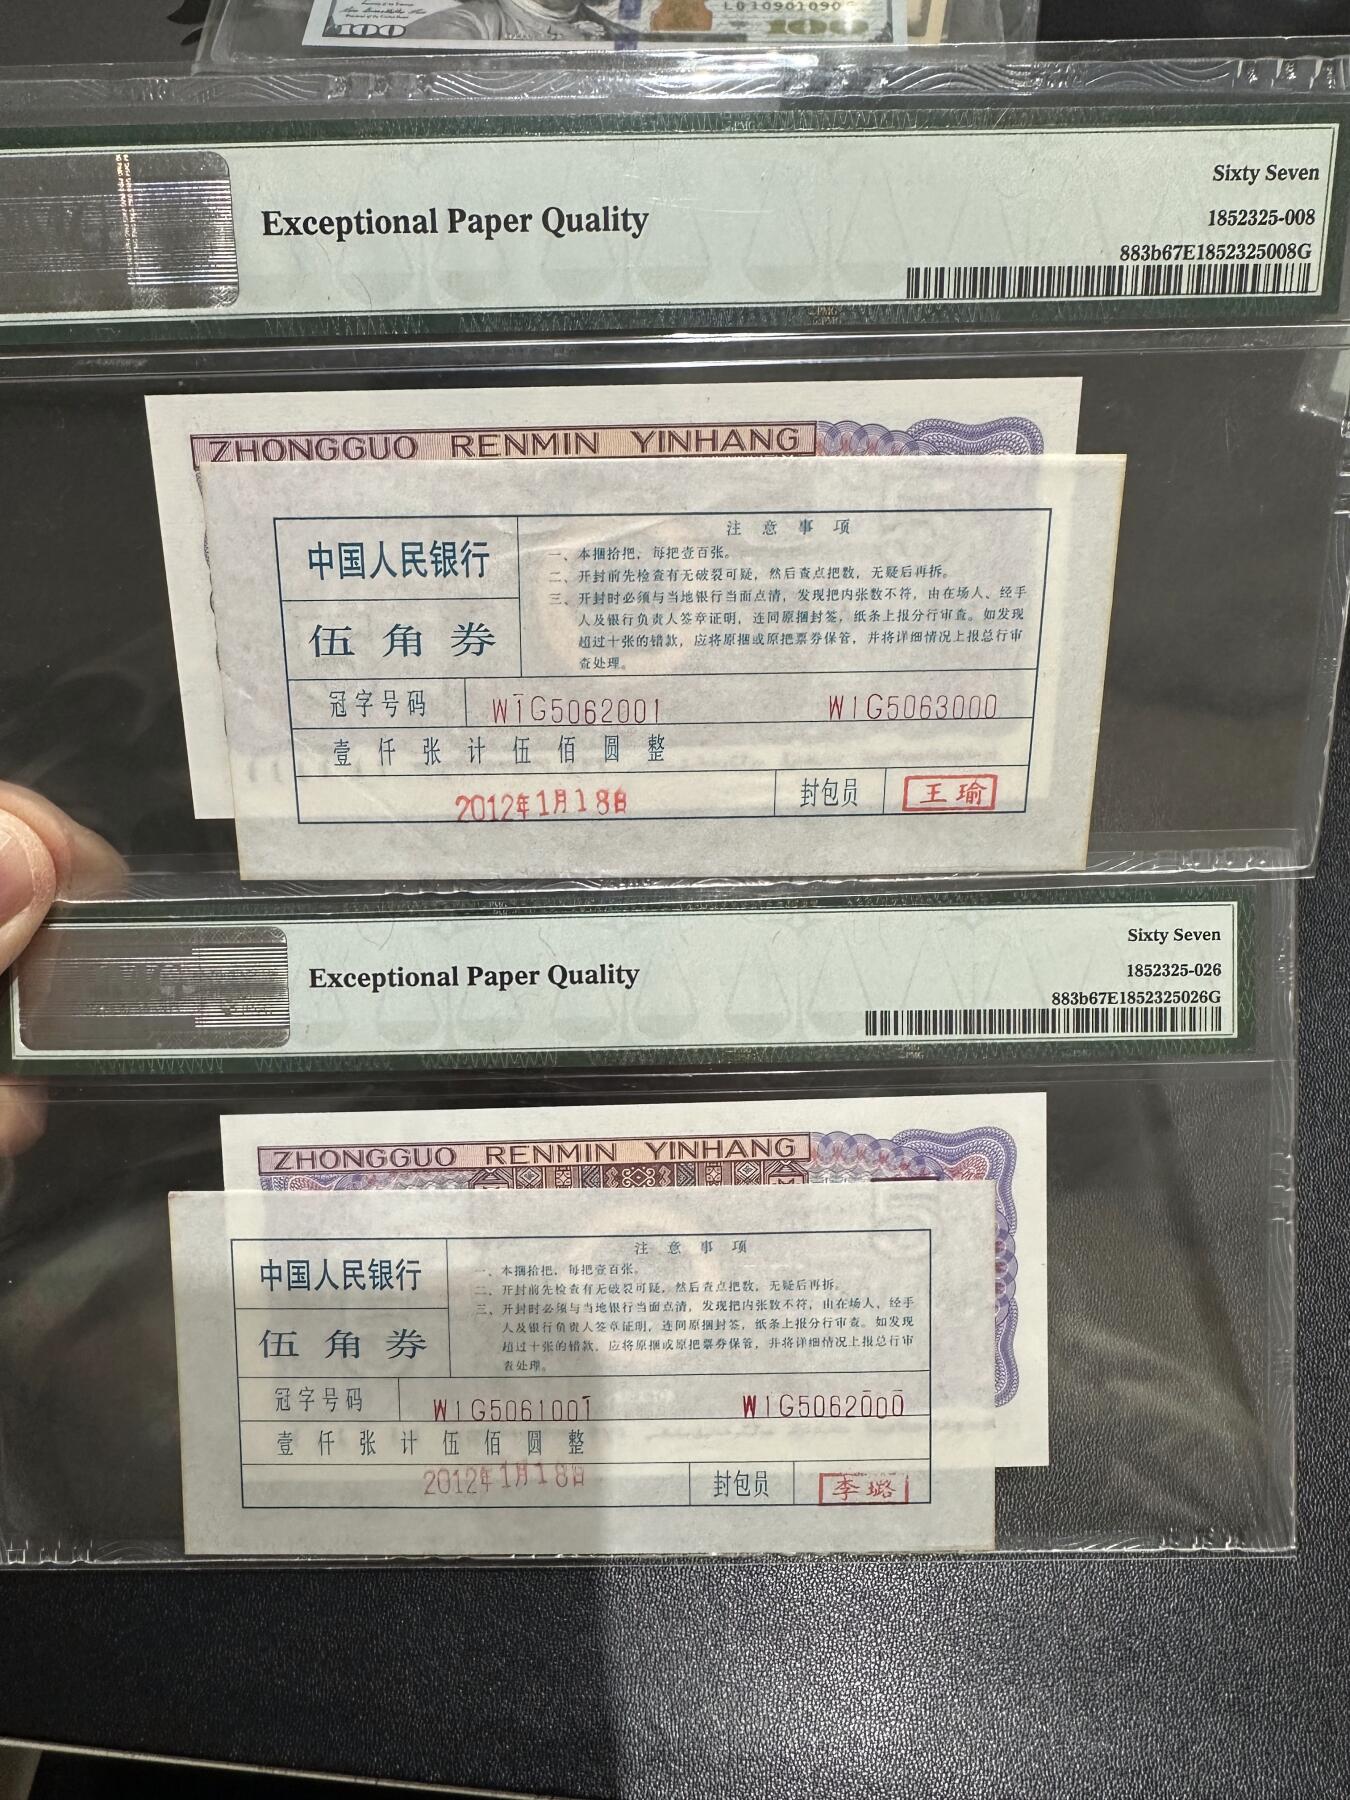 100
L01090109
100
Sixty Seven
Exceptional Paper Quality
1852325-008
883b67E1852325008G
ZHONGGUO RENMIN YINHANG
中国人民银行
伍角券
注意事项
一、本捆拾把，每把壹百张。
二、开封前先检查有无破裂可疑，然后查点把数，无疑后再拆。
三、开封时必须与当地银行当面点清，发现把内张数不符，由在场人、经手
人及银行负责人签章证明，连同原捆封签，纸条上报分行审查。如发现
超过十张的错款，应将原捆或原把票券保管，并将详细情况上报总行审
查处理。
冠字号码 W1G5062001 W1G5063000
壹仟张计伍佰圆整
2012年1月18日 封包员 王瑜
Sixty Seven
Exceptional Paper Quality
1852325-026
883b67E1852325026G
ZHONGGUO RENMIN YINHANG
5
中国人民银行
伍角券
注意事项
一、本捆拾把，每把壹百张。
二、开封前先检查有无破裂可疑，然后查点把数，无疑后再拆。
三、开封时必须与当地银行当面点清，发现把内张数不符，由在场人、经手
人及银行负责人签章证明，连同原捆封签，纸条上报分行审查。如发现
超过十张的错款，应将原捆或原把票券保管，并将详细情况上报总行审
查处理。
冠字号码 W1G5061001 W1G5062000
壹仟张计伍佰圆整
2012年1月18日 封包员 李璐